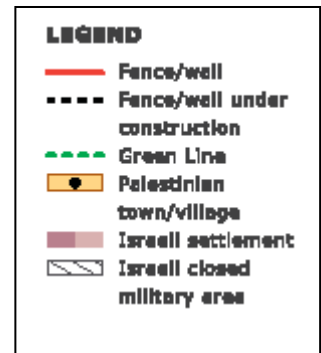 LEGEND
Fence/wall
Fence/wall under
construction
Green Line
Palestinian
town/village
Israeli settlement
Israeli closed
military area